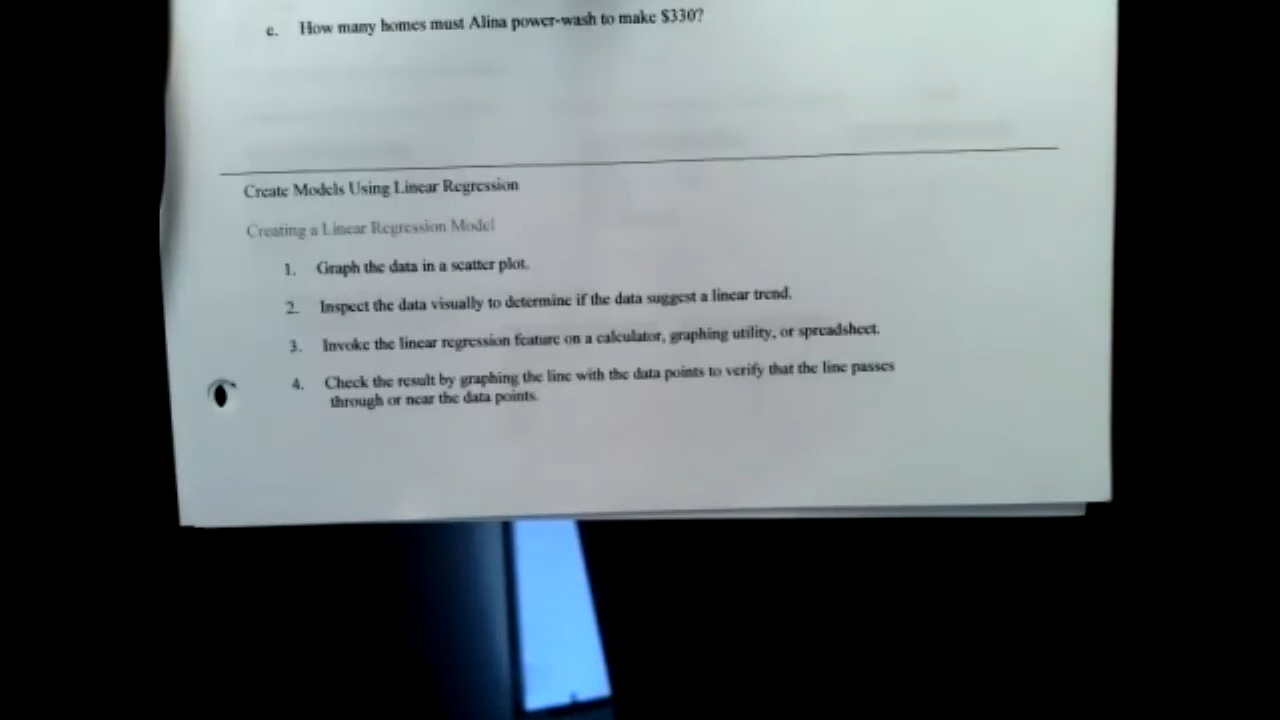 c. How many homes must Alina power-wash to make $330?
Create Models Using Linear Regression
Creating a Linear Regression Model
1. Graph the data in a scatter plot.
2. Inspect the data visually to determine if the data suggest a linear trend.
3. Invoke the linear regression feature on a calculator, graphing utility, or spreadsheet.
4. Check the result by graphing the line with the data points to verify that the line passes
through or near the data points.